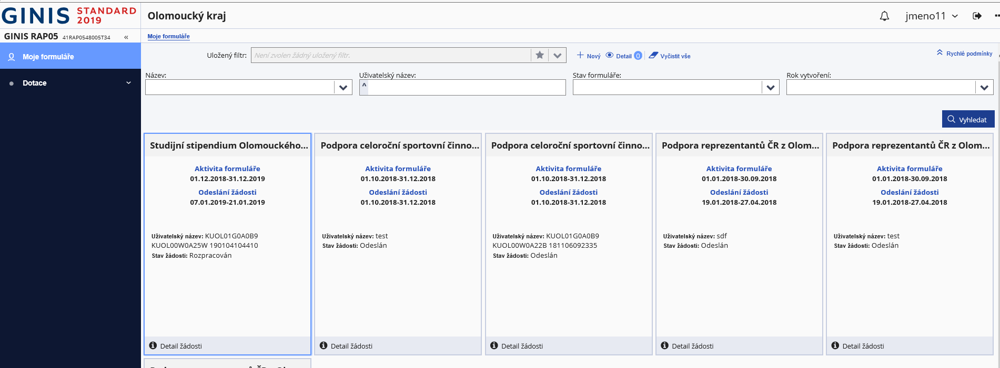 GINIS STANDARD 2019
Olomoucký kraj
jmeno11
GINIS RAP05 41RAP0548005T34 «
Moje formuláře
Moje formuláře
Dotace
Uložený filtr: Není zvolen žádný uložený filtr.
Nový Detail 0 Vyčistit vše
Rychlé podmínky
Název: Uživatelský název: Stav formuláře: Rok vytvoření:
^
Vyhledat
Studijní stipendium Olomouckého...
Aktivita formuláře
01.12.2018-31.12.2019
Odeslání žádosti
07.01.2019-21.01.2019
Uživatelský název: KUOL01G0A0B9
KUOL00W0A25W 190104104410
Stav žádosti: Rozpracován
Detail žádosti
Podpora celoroční sportovní činno...
Aktivita formuláře
01.10.2018-31.12.2018
Odeslání žádosti
01.10.2018-31.12.2018
Uživatelský název: test
Stav žádosti: Odeslán
Detail žádosti
Podpora celoroční sportovní činno...
Aktivita formuláře
01.10.2018-31.12.2018
Odeslání žádosti
01.10.2018-31.12.2018
Uživatelský název: KUOL01G0A0B9
KUOL00W0A22B 181106092335
Stav žádosti: Odeslán
Detail žádosti
Podpora reprezentantů ČR z Olom...
Aktivita formuláře
01.01.2018-30.09.2018
Odeslání žádosti
19.01.2018-27.04.2018
Uživatelský název: sdf
Stav žádosti: Odeslán
Detail žádosti
Podpora reprezentantů ČR z Olom...
Aktivita formuláře
01.01.2018-30.09.2018
Odeslání žádosti
19.01.2018-27.04.2018
Uživatelský název: test
Stav žádosti: Odeslán
Detail žádosti